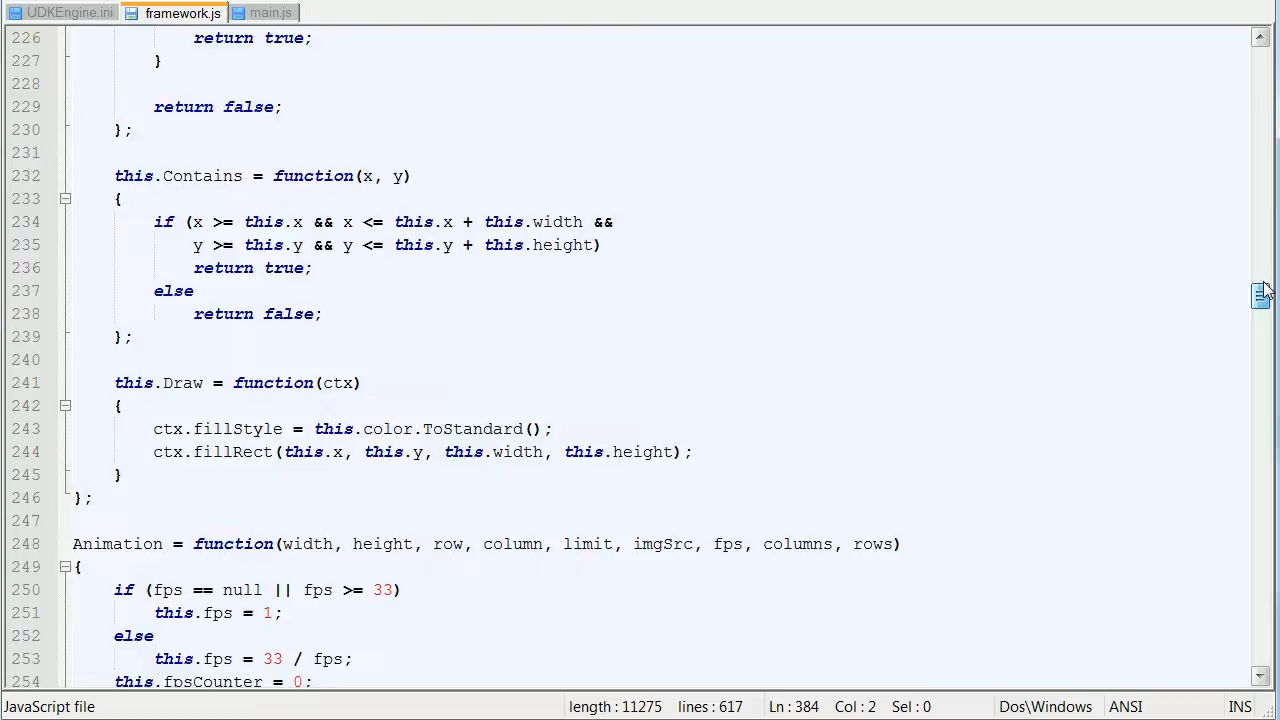 UDKEngine.ini framework.js main.js
226 return true;
227 }
228
229 return false;
230 };
231
232 this.Contains = function(x, y)
233 {
234 if (x >= this.x && x <= this.x + this.width &&
235 y >= this.y && y <= this.y + this.height)
236 return true;
237 else
238 return false;
239 };
240
241 this.Draw = function(ctx)
242 {
243 ctx.fillStyle = this.color.ToStandard();
244 ctx.fillRect(this.x, this.y, this.width, this.height);
245 }
246 };
247
248 Animation = function(width, height, row, column, limit, imgSrc, fps, columns, rows)
249 {
250 if (fps == null || fps >= 33)
251 this.fps = 1;
252 else
253 this.fps = 33 / fps;
254 this.fpsCounter = 0;
JavaScript file length : 11275 lines : 617 Ln : 384 Col : 2 Sel : 0 Dos\Windows ANSI INS